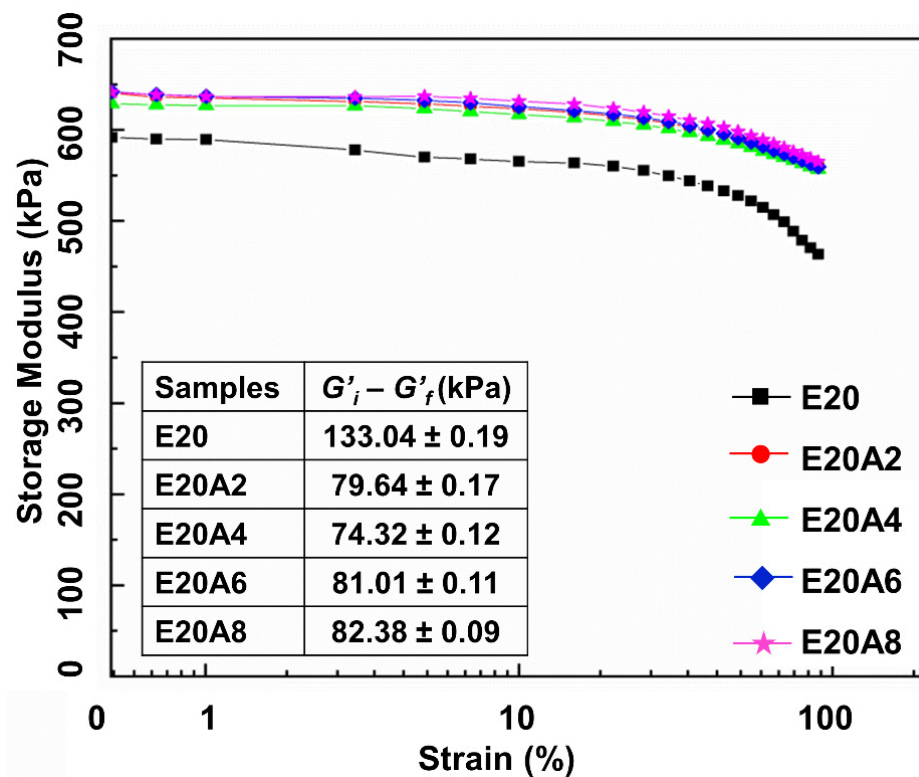 700
600
500
400
300
200
100
0
Storage Modulus (kPa)
Samples G'i – G'f (kPa)
E20 133.04 ± 0.19
E20A2 79.64 ± 0.17
E20A4 74.32 ± 0.12
E20A6 81.01 ± 0.11
E20A8 82.38 ± 0.09
E20
E20A2
E20A4
E20A6
E20A8
0 1 10 100
Strain (%)